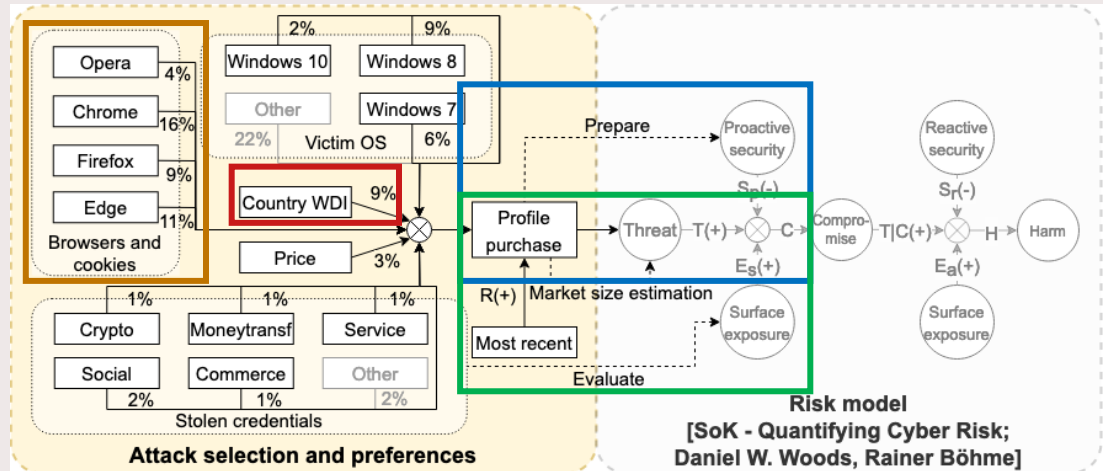 2%
9%
Opera
Windows 10
Windows 8
4%
Chrome
Other
Windows 7
16%
22%
Victim OS
6%
Prepare
Proactive
security
Reactive
security
Firefox
9%
Country WDI
9%
Sp(-)
Sr(-)
Edge
11%
Profile
purchase
Threat
T(+)
C
Compro-
mise
T|C(+)
H
Harm
Browsers and
cookies
Price
3%
Es(+)
Ea(+)
R(+)
Market size estimation
1%
1%
1%
Crypto
Moneytransf
Service
Most recent
Surface
exposure
Surface
exposure
Social
Commerce
Other
Evaluate
2%
1%
2%
Stolen credentials
Risk model
[SoK - Quantifying Cyber Risk;
Daniel W. Woods, Rainer Böhme]
Attack selection and preferences